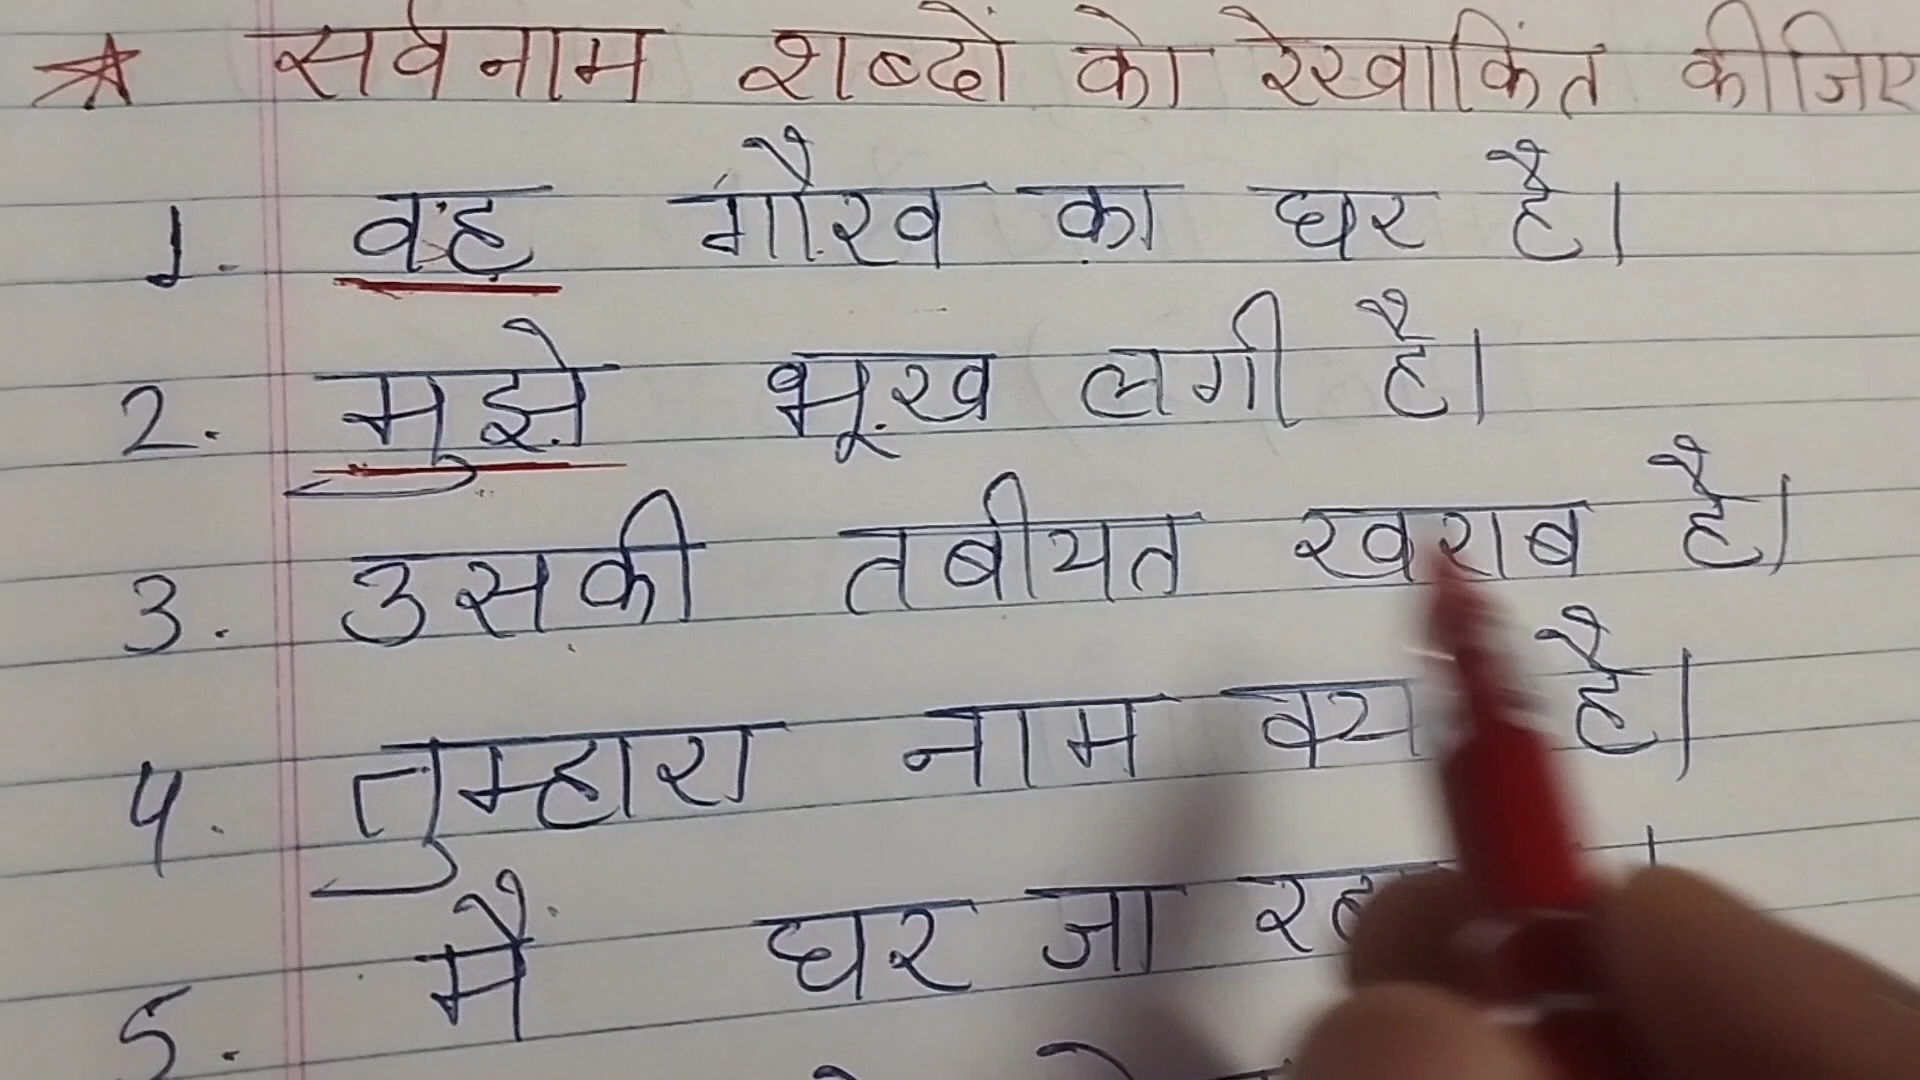 ★ सर्वनाम शब्दों को रेखांकित कीजिए
1. वह गौरव का घर है।
2. मुझे भूख लगी है।
3. उसकी तबीयत खराब है।
4. तुम्हारा नाम क्या है।
5. मैं घर जा